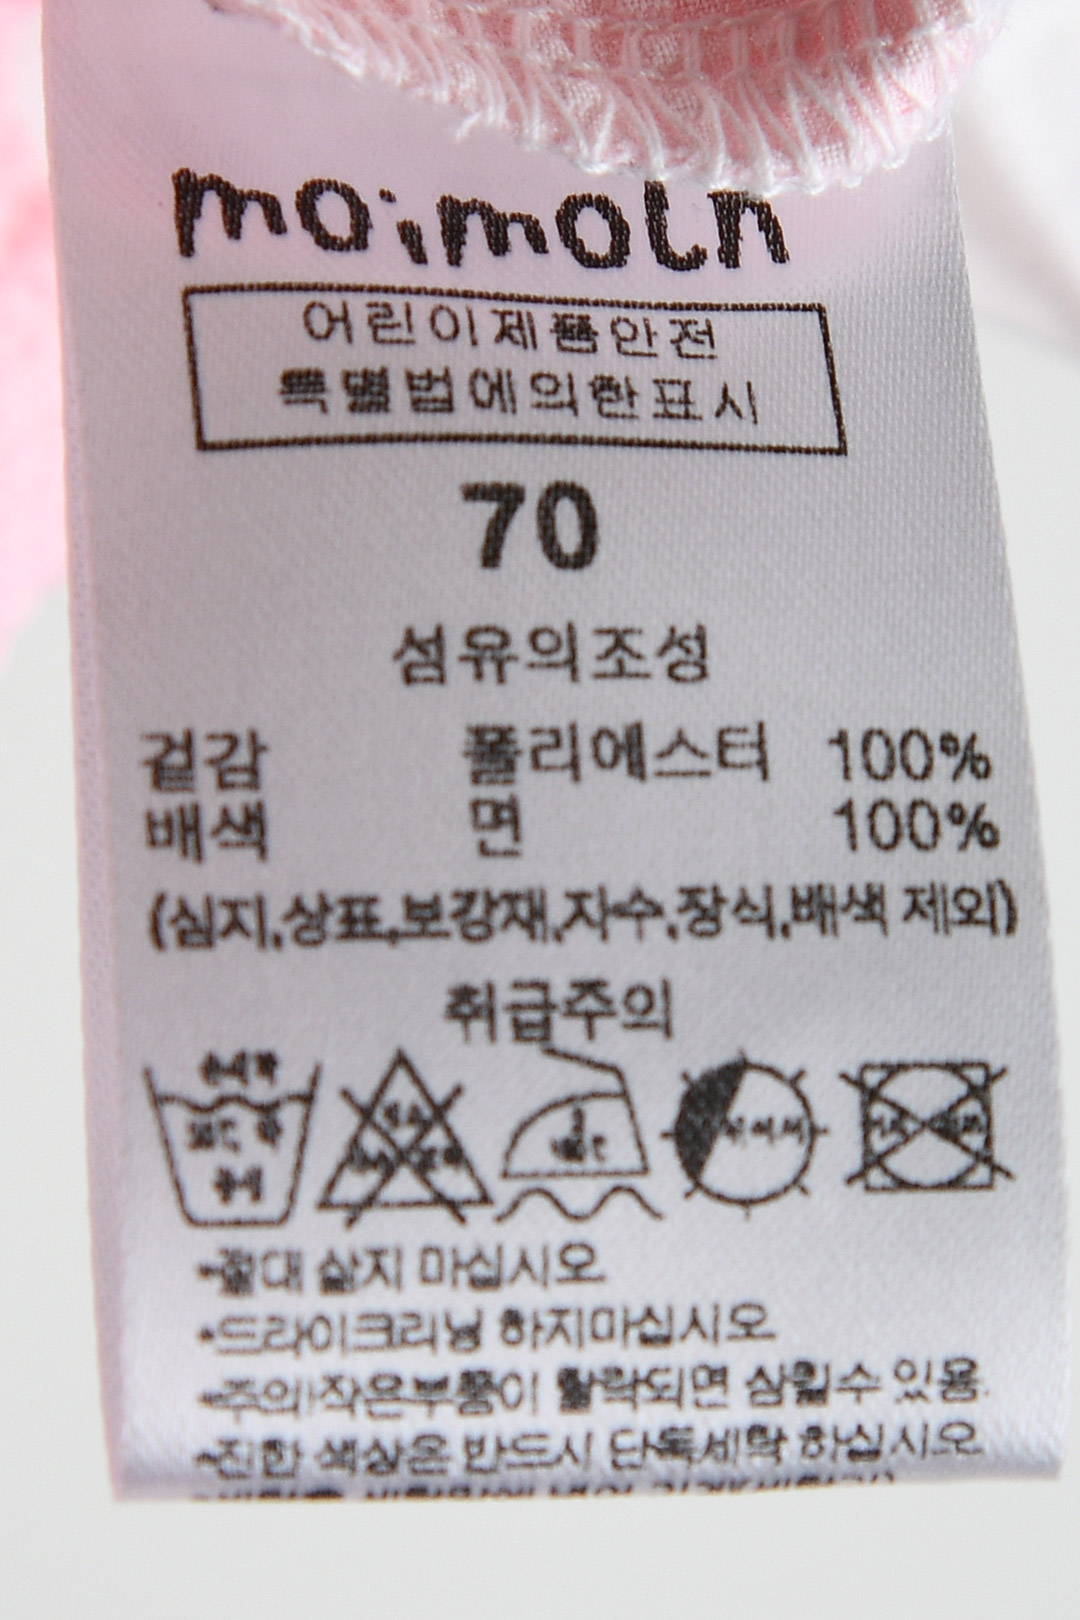 moimoln
어린이제품안전
특별법에의한표시
70
섬유의조성
겉감 폴리에스터 100%
배색 면 100%
(심지,상표,보강재,자수,장식,배색 제외)
취급주의
손세탁
*절대 삶지 마십시오
*드라이크리닝 하지마십시오
*주의)작은부품이 탈락되면 삼킬수 있음.
*진한 색상은 반드시 단독세탁 하십시오